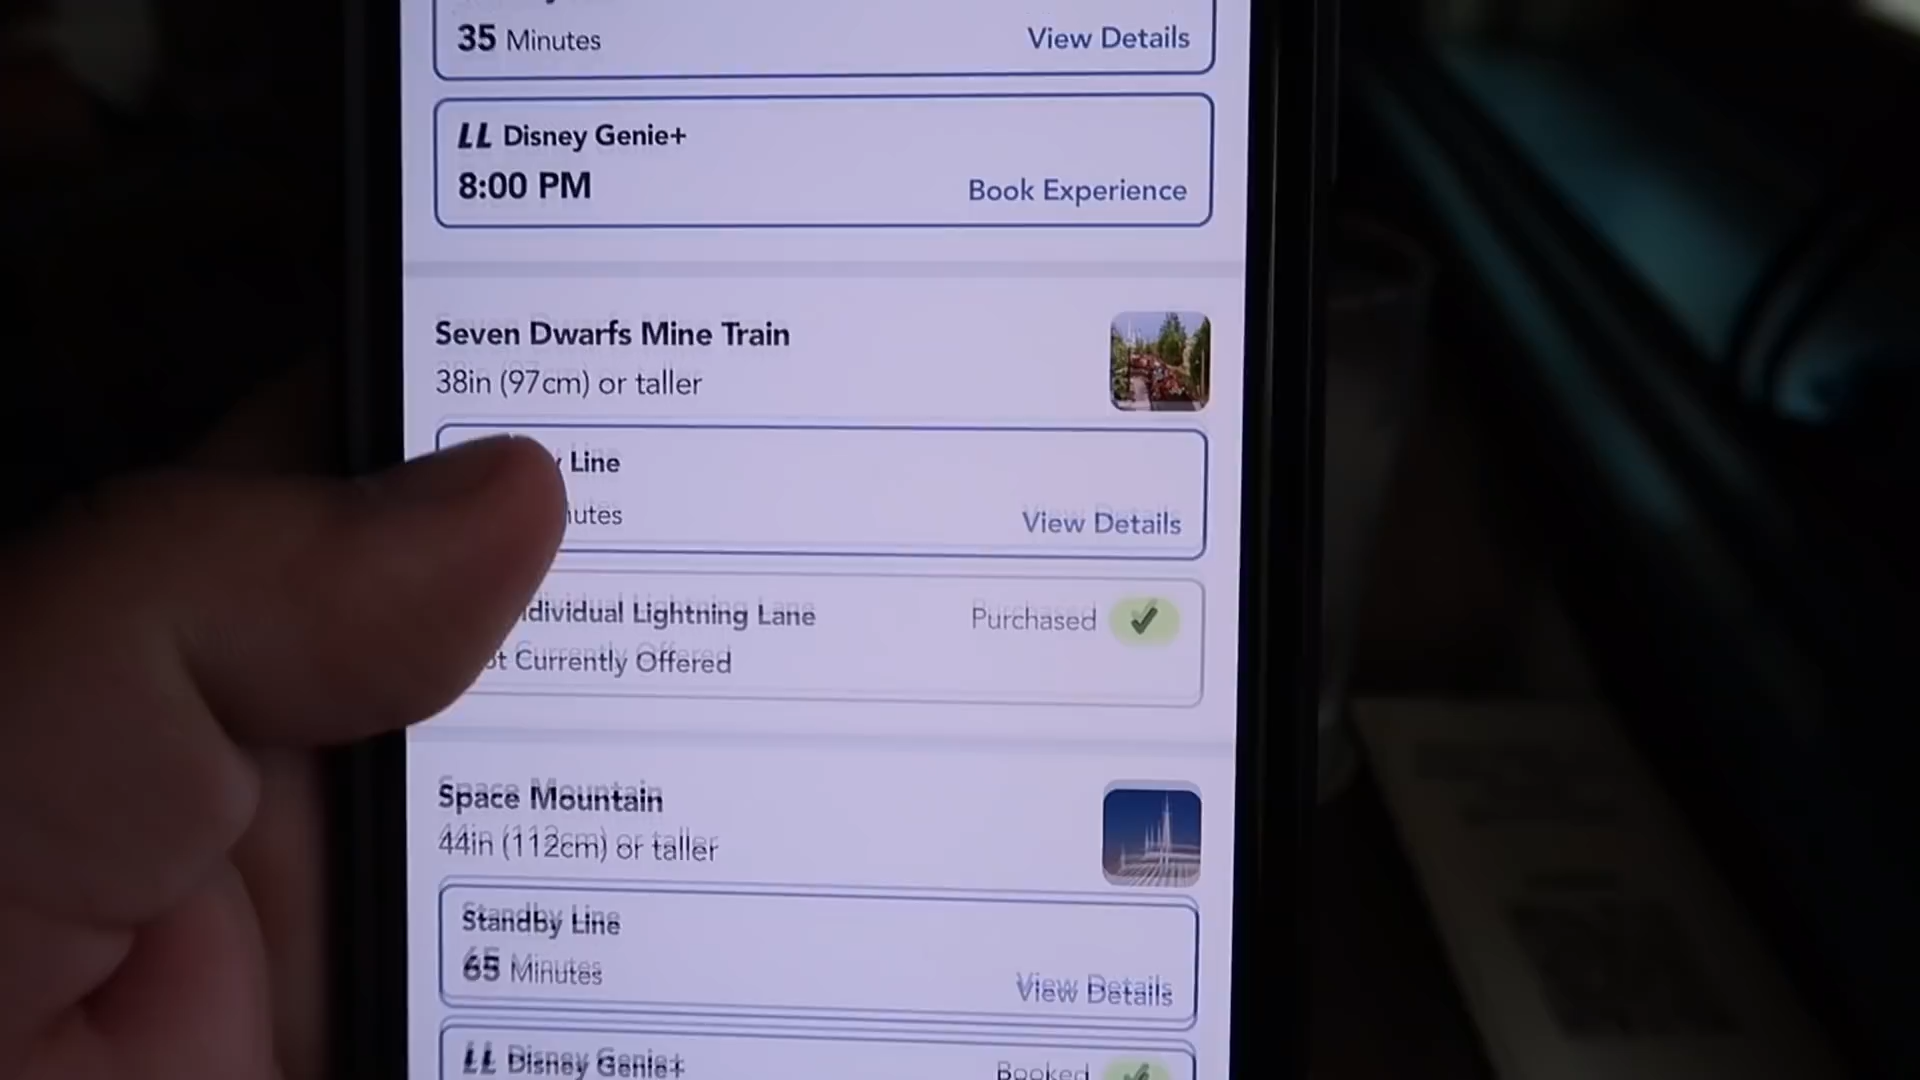 35 Minutes
View Details
LL Disney Genie+
8:00 PM
Book Experience
Seven Dwarfs Mine Train
38in (97cm) or taller
Line
View Details
Lightning Lane
Purchased
Currently Offered
Space Mountain
44in (112cm) or taller
Standby Line
65 Minutes
View Details
LL Disney Genie+
Booked